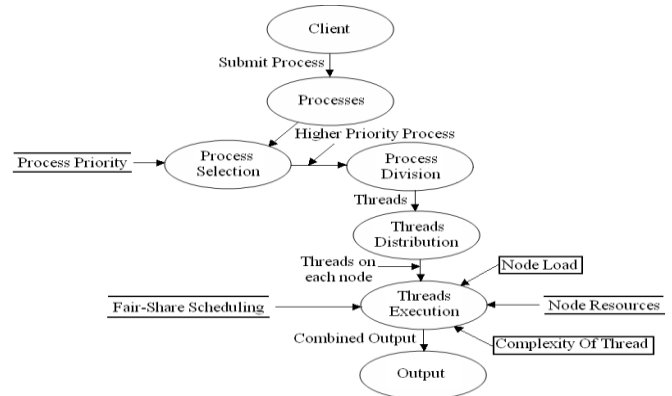 Client
Submit Process
Processes
Higher Priority Process
Process Priority
Process
Selection
Process
Division
Threads
Threads
Distribution
Threads on
each node
Node Load
Fair-Share Scheduling
Threads
Execution
Node Resources
Combined Output
Complexity Of Thread
Output